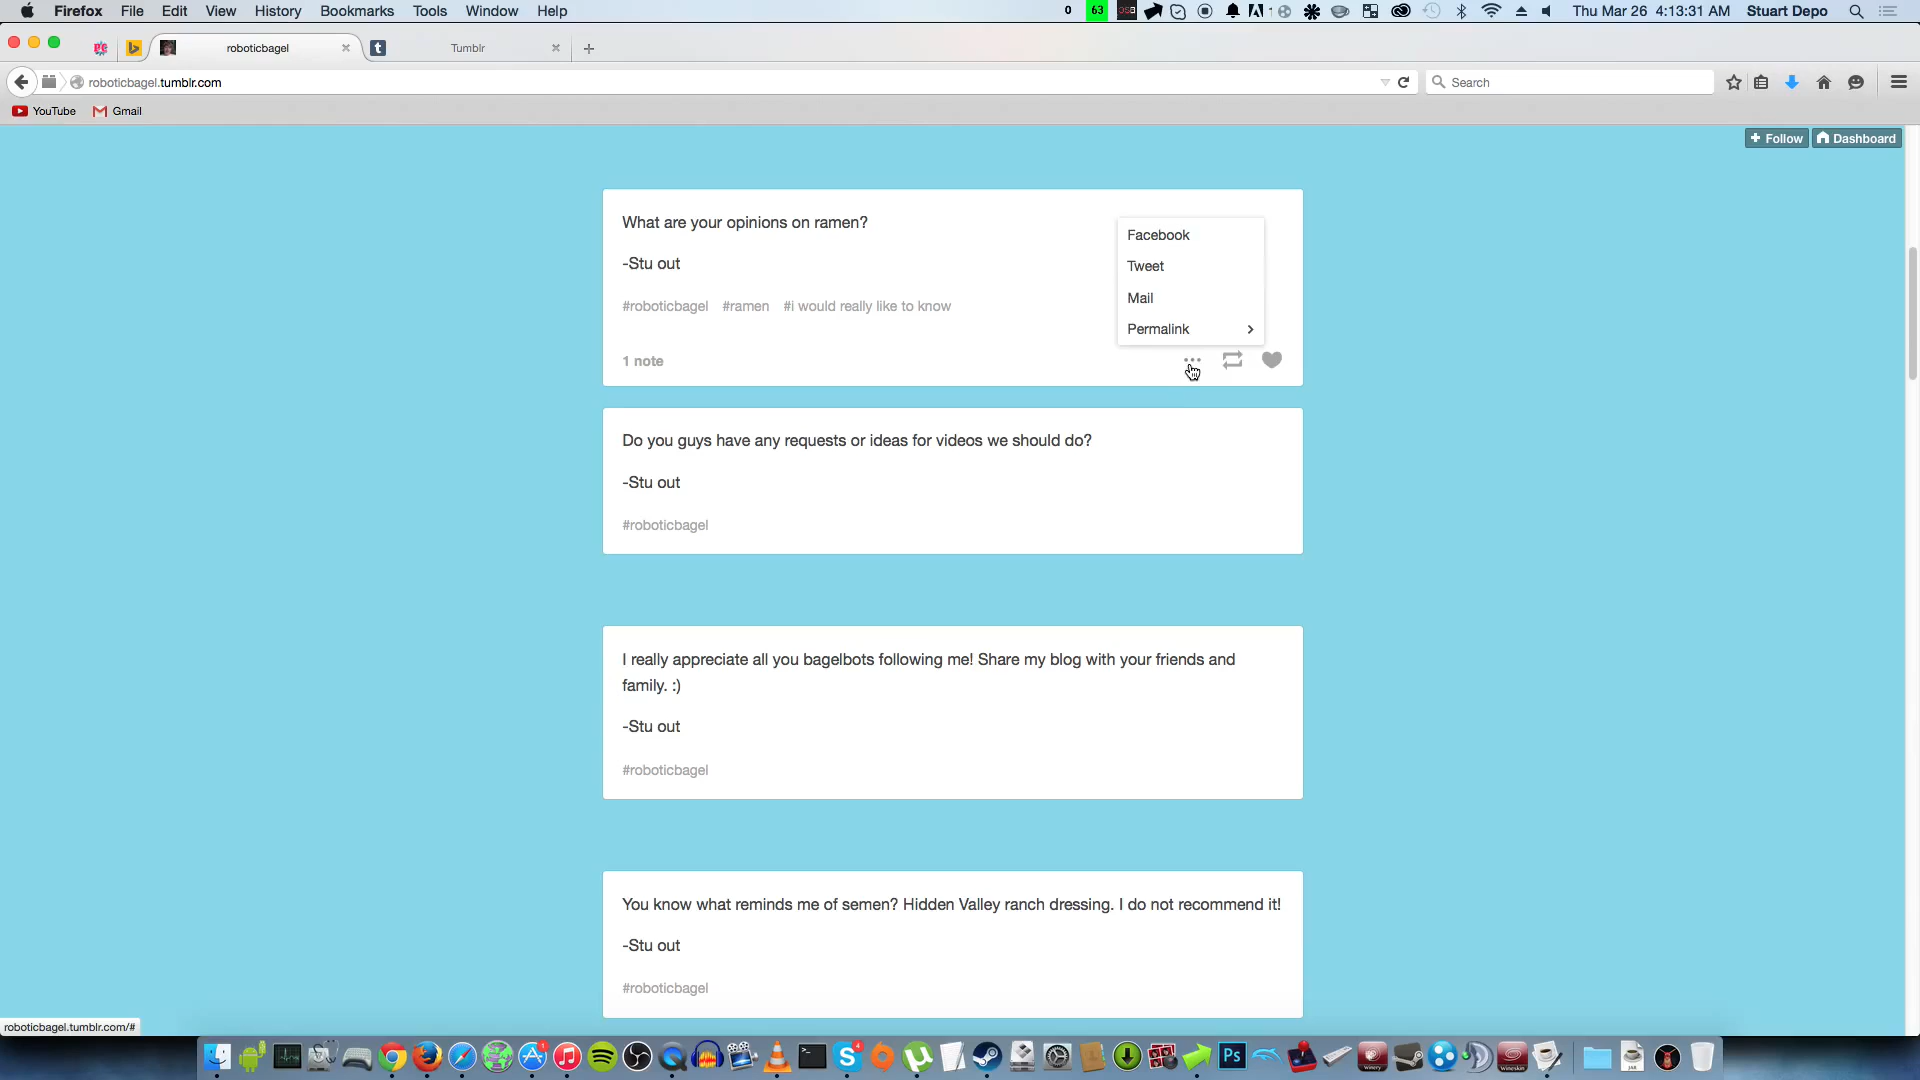 Firefox File Edit View History Bookmarks Tools Window Help 0 63 Thu Mar 26 4:13:31 AM Stuart Depo
roboticbagel Tumblr
roboticbagel.tumblr.com Search
YouTube Gmail
Follow Dashboard
What are your opinions on ramen?
-Stu out
#roboticbagel #ramen #i would really like to know
1 note
Facebook
Tweet
Mail
Permalink
Do you guys have any requests or ideas for videos we should do?
-Stu out
#roboticbagel
I really appreciate all you bagelbots following me! Share my blog with your friends and
family. :)
-Stu out
#roboticbagel
You know what reminds me of semen? Hidden Valley ranch dressing. I do not recommend it!
-Stu out
#roboticbagel
roboticbagel.tumblr.com/#